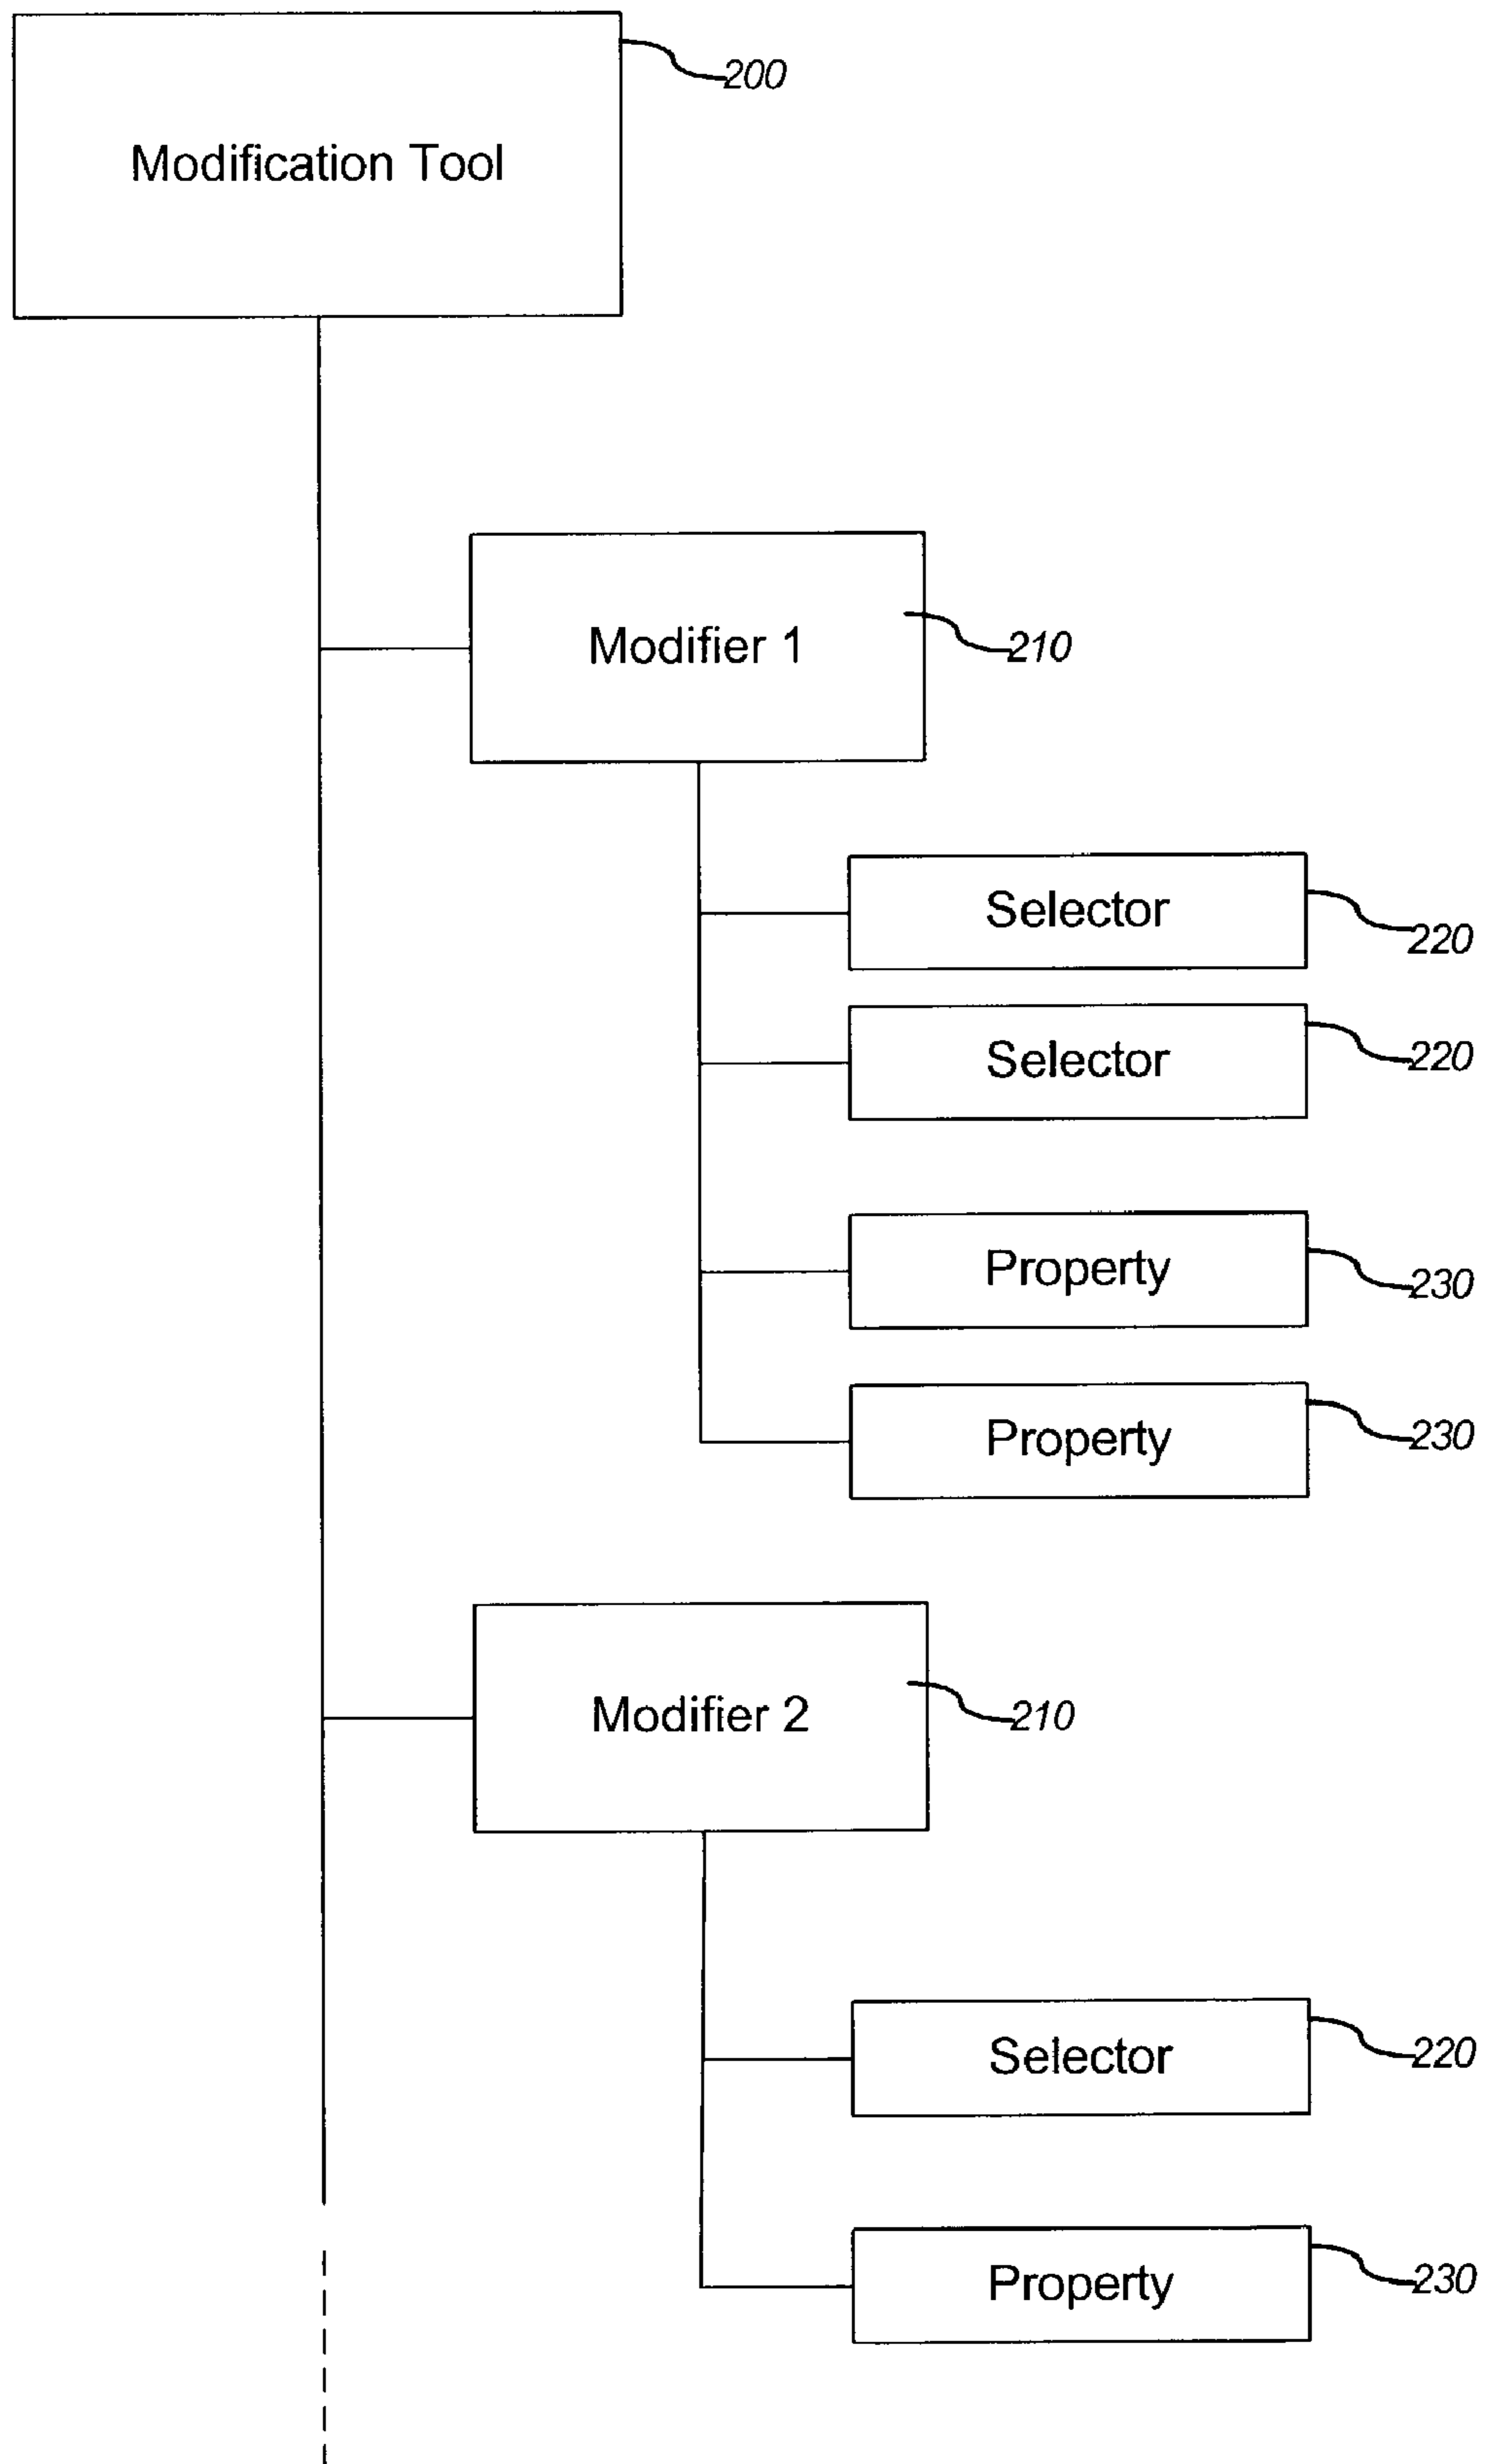 200
Modification Tool
Modifier 1
210
Selector
220
Selector
220
Property
230
Property
230
Modifier 2
210
Selector
220
Property
230